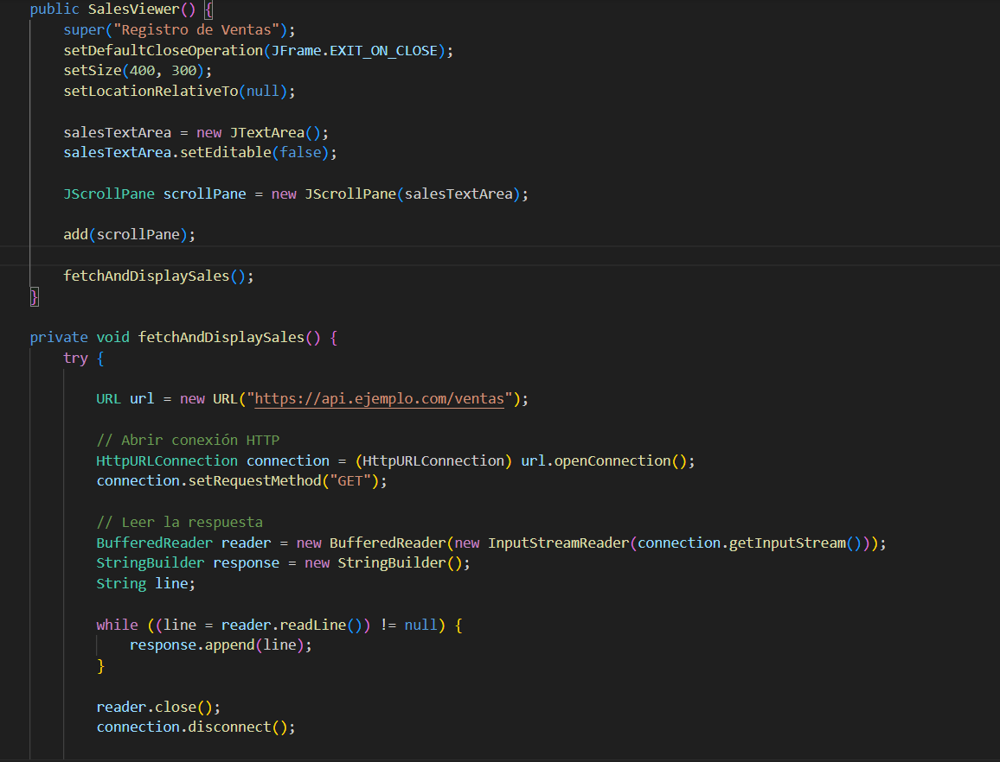 public SalesViewer() {
super("Registro de Ventas");
setDefaultCloseOperation(JFrame.EXIT_ON_CLOSE);
setSize(400, 300);
setLocationRelativeTo(null);
salesTextArea = new JTextArea();
salesTextArea.setEditable(false);
JScrollPane scrollPane = new JScrollPane(salesTextArea);
add(scrollPane);
fetchAndDisplaySales();
}
private void fetchAndDisplaySales() {
try {
URL url = new URL("https://api.ejemplo.com/ventas");
// Abrir conexión HTTP
HttpURLConnection connection = (HttpURLConnection) url.openConnection();
connection.setRequestMethod("GET");
// Leer la respuesta
BufferedReader reader = new BufferedReader(new InputStreamReader(connection.getInputStream()));
StringBuilder response = new StringBuilder();
String line;
while ((line = reader.readLine()) != null) {
response.append(line);
}
reader.close();
connection.disconnect();